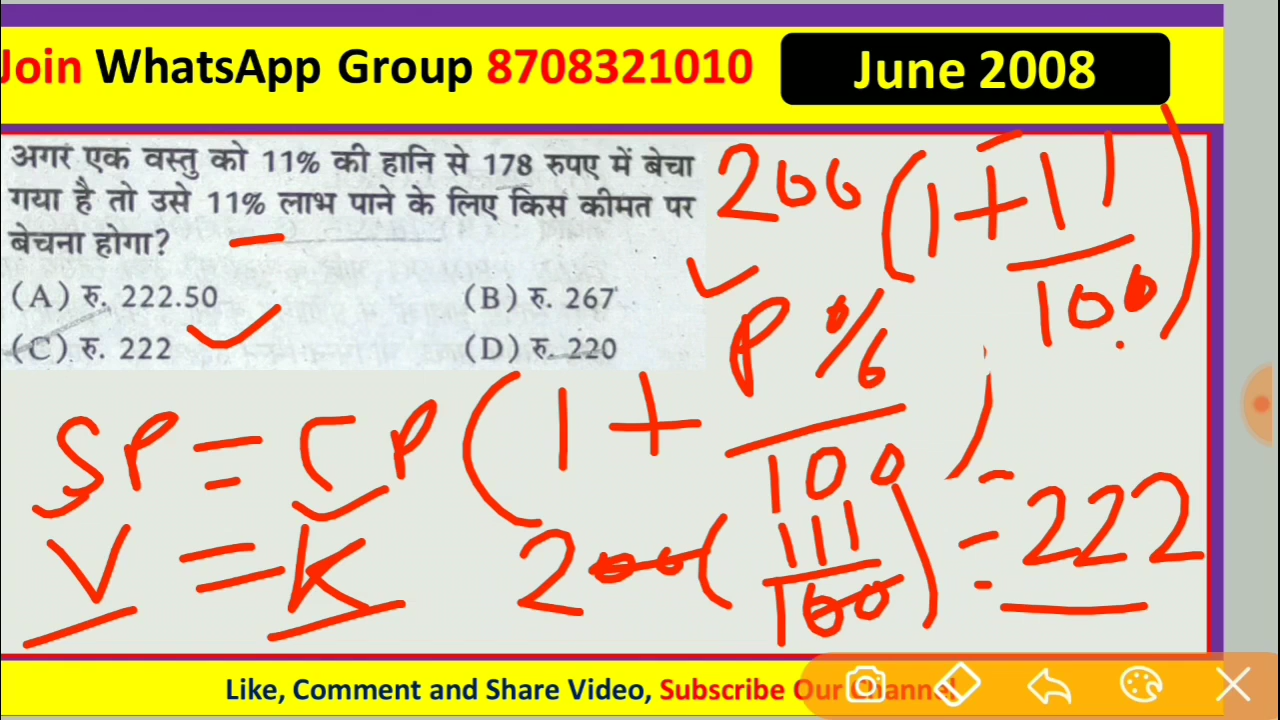 Join WhatsApp Group 8708321010
June 2008
अगर एक वस्तु को 11% की हानि से 178 रुपए में बेचा
गया है तो उसे 11% लाभ पाने के लिए किस कीमत पर
बेचना होगा?
(A) रु. 222.50
(B) रु. 267
(C) रु. 222
(D) रु. 220
200 (1+11/100)
SP = CP (1 + P%/100)
V = K
200 (111/100) = 222
Like, Comment and Share Video, Subscribe Our Channel